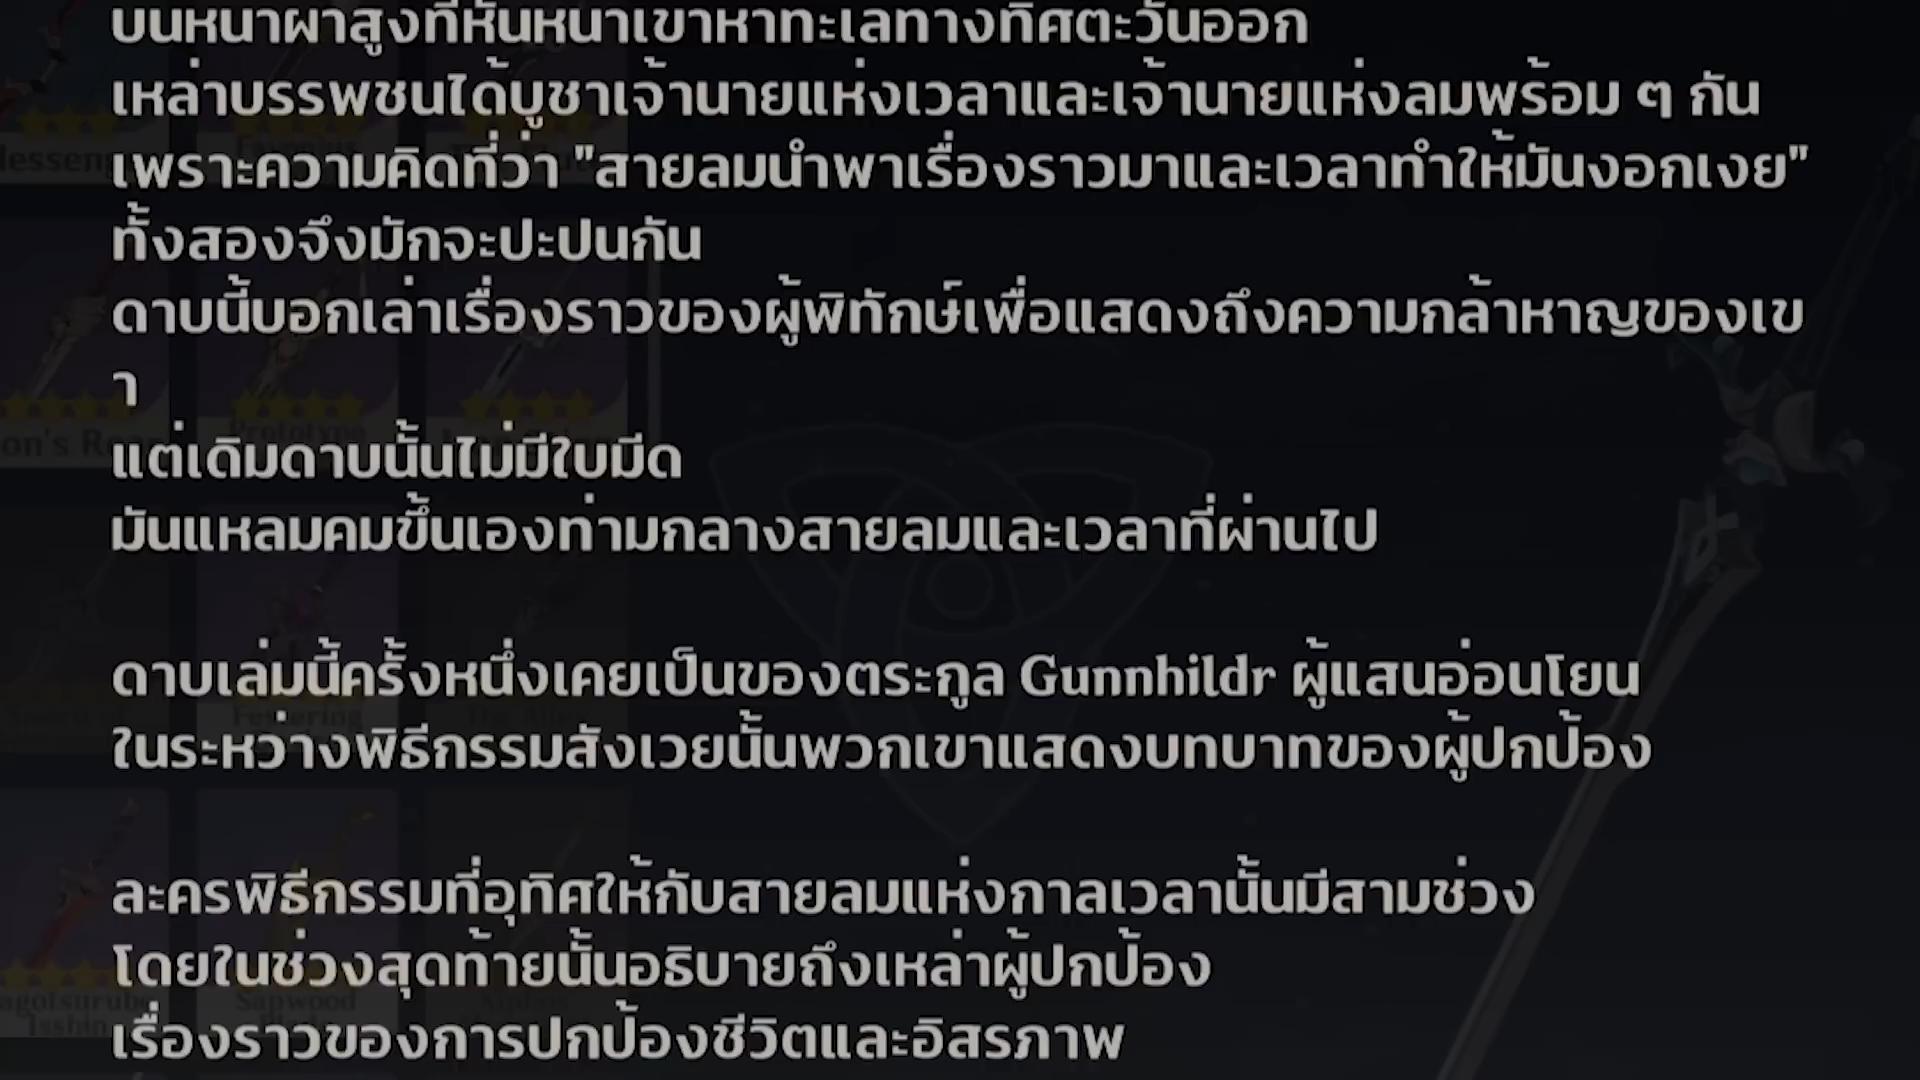 บนหน้าผาสูงที่หันหน้าเข้าหาทะเลทางทิศตะวันออก
เหล่าบรรพชนได้บูชาเจ้านายแห่งเวลาและเจ้านายแห่งลมพร้อม ๆ กัน
เพราะความคิดที่ว่า "สายลมนำพาเรื่องราวมาและเวลาทำให้มันงอกเงย"
ทั้งสองจึงมักจะปะปนกัน
ดาบนี้บอกเล่าเรื่องราวของผู้พิทักษ์เพื่อแสดงถึงความกล้าหาญของเข
า
แต่เดิมดาบนั้นไม่มีใบมีด
มันแหลมคมขึ้นเองท่ามกลางสายลมและเวลาที่ผ่านไป
ดาบเล่มนี้ครั้งหนึ่งเคยเป็นของตระกูล Gunnhildr ผู้แสนอ่อนโยน
ในระหว่างพิธีกรรมสังเวยนั้นพวกเขาแสดงบทบาทของผู้ปกป้อง
ละครพิธีกรรมที่อุทิศให้กับสายลมแห่งกาลเวลานั้นมีสามช่วง
โดยในช่วงสุดท้ายนั้นอธิบายถึงเหล่าผู้ปกป้อง
เรื่องราวของการปกป้องชีวิตและอิสรภาพ